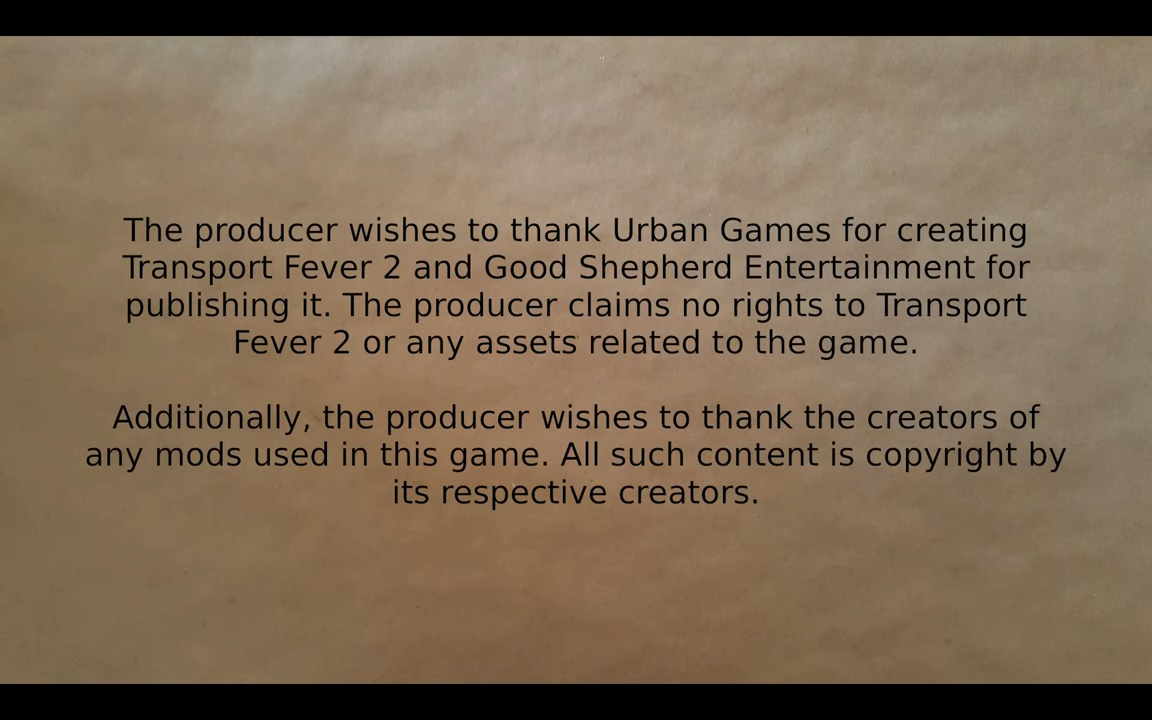 The producer wishes to thank Urban Games for creating
Transport Fever 2 and Good Shepherd Entertainment for
publishing it. The producer claims no rights to Transport
Fever 2 or any assets related to the game.
Additionally, the producer wishes to thank the creators of
any mods used in this game. All such content is copyright by
its respective creators.